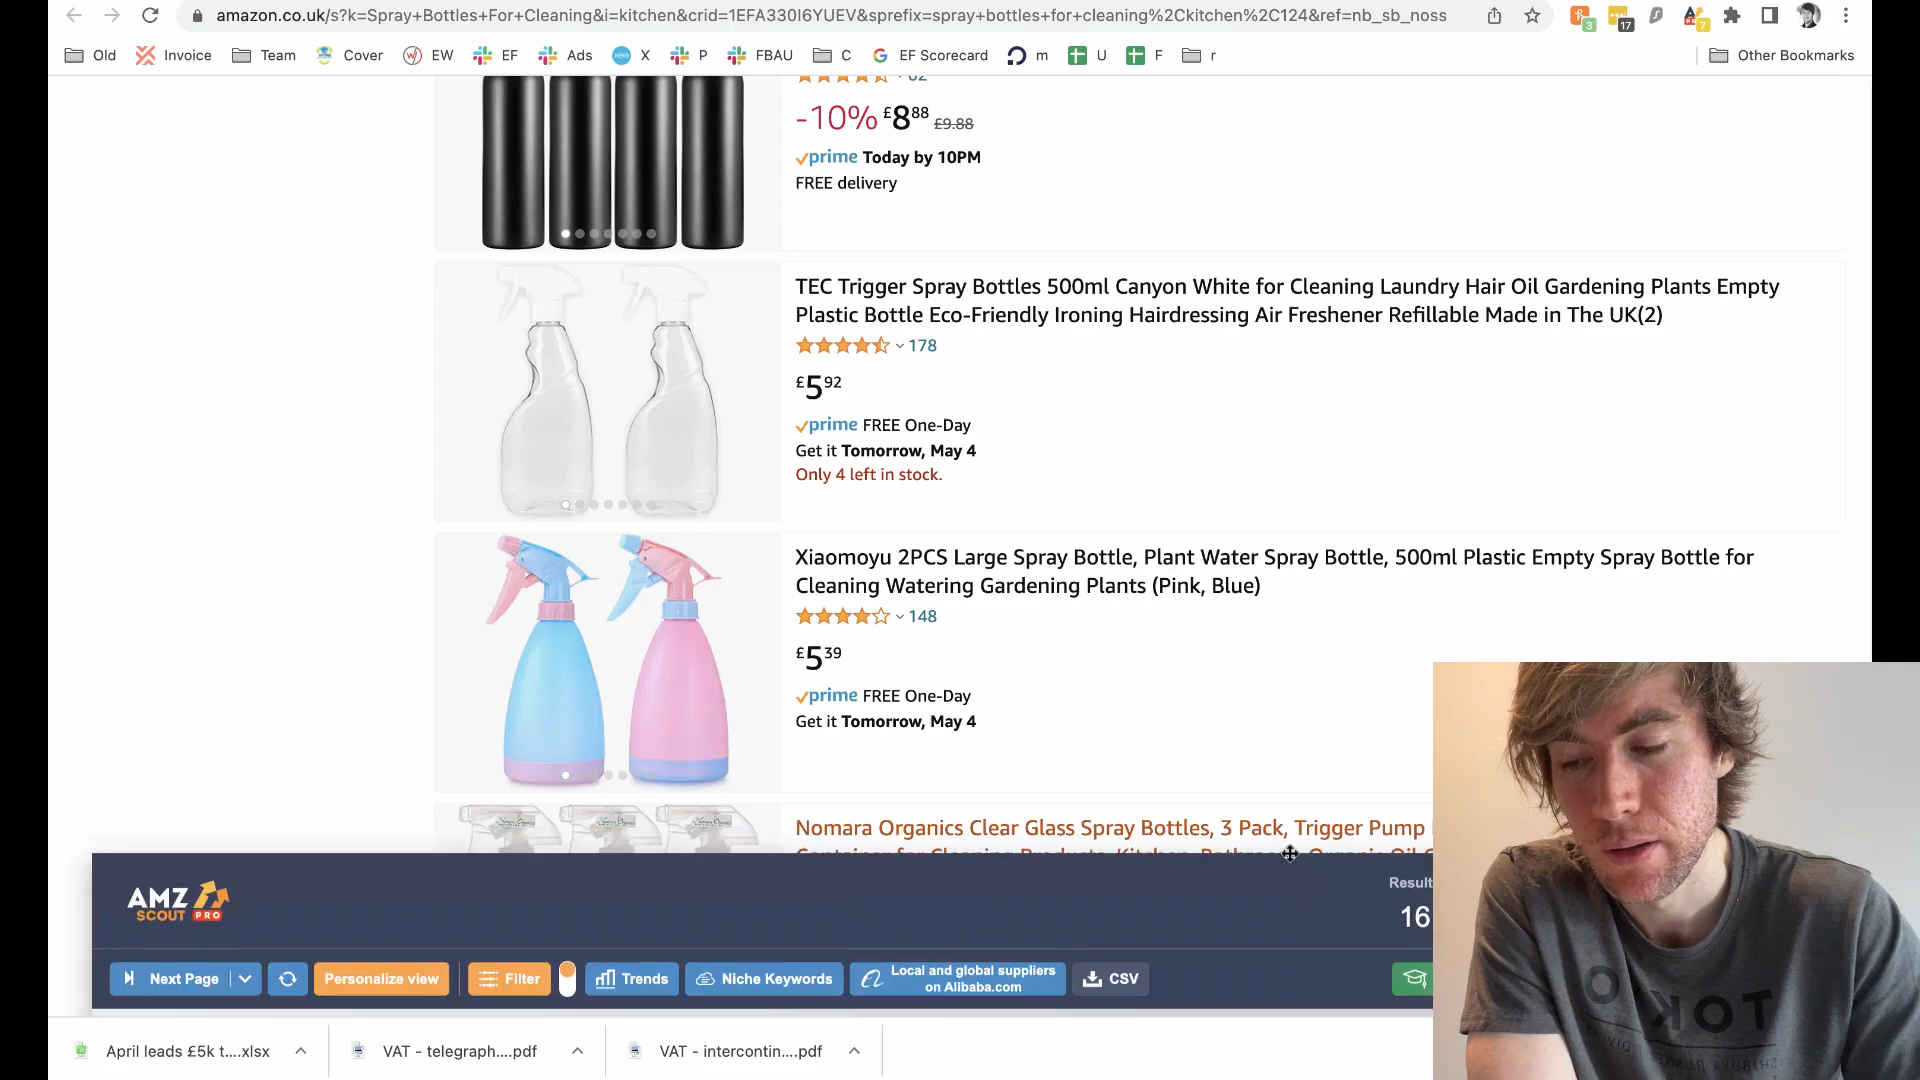 amazon.co.uk/s?k=Spray+Bottles+For+Cleaning&i=kitchen&crid=1EFA330I6YUEV&sprefix=spray+bottles+for+cleaning%2Ckitchen%2C124&ref=nb_sb_noss
3
17
7
Old
Invoice
Team
Cover
EW
EF
Ads
X
P
FBAU
C
EF Scorecard
m
U
F
r
Other Bookmarks
62
-10% £8 88 £9.88
prime Today by 10PM
FREE delivery
TEC Trigger Spray Bottles 500ml Canyon White for Cleaning Laundry Hair Oil Gardening Plants Empty
Plastic Bottle Eco-Friendly Ironing Hairdressing Air Freshener Refillable Made in The UK(2)
178
£5 92
prime FREE One-Day
Get it Tomorrow, May 4
Only 4 left in stock.
Xiaomoyu 2PCS Large Spray Bottle, Plant Water Spray Bottle, 500ml Plastic Empty Spray Bottle for
Cleaning Watering Gardening Plants (Pink, Blue)
148
£5 39
prime FREE One-Day
Get it Tomorrow, May 4
Nomara Organics Clear Glass Spray Bottles, 3 Pack, Trigger Pump
AMZ
SCOUT PRO
Result
16
Next Page
Personalize view
Filter
Trends
Niche Keywords
Local and global suppliers
on Alibaba.com
CSV
April leads £5k t....xlsx
VAT - telegraph....pdf
VAT - intercontin....pdf
TOKYO